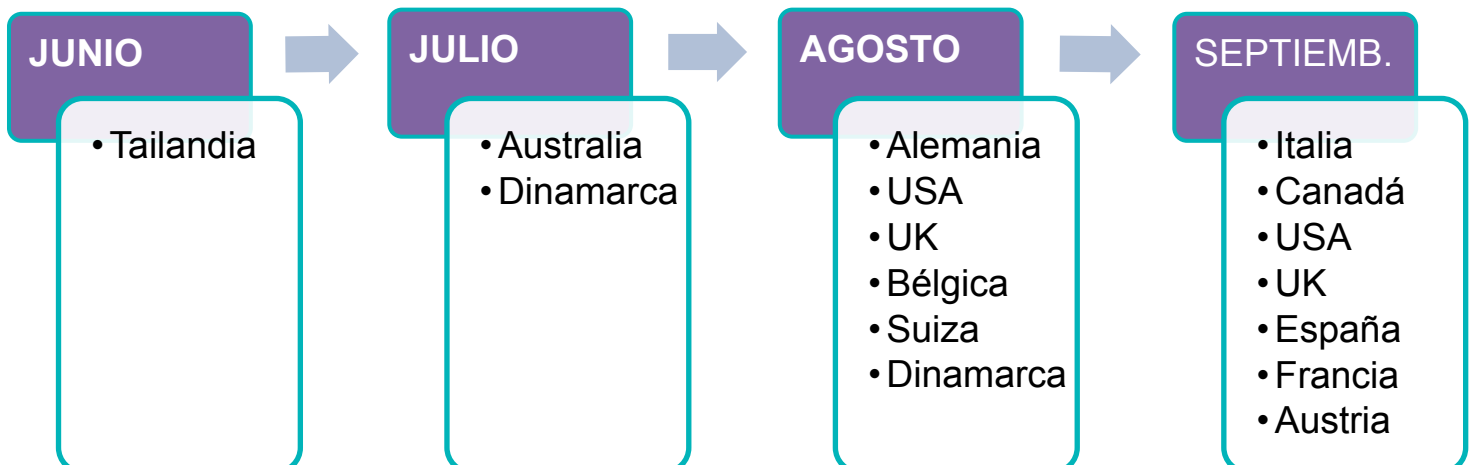 JUNIO
• Tailandia
JULIO
• Australia
• Dinamarca
AGOSTO
• Alemania
• USA
• UK
• Bélgica
• Suiza
• Dinamarca
SEPTIEMB.
• Italia
• Canadá
• USA
• UK
• España
• Francia
• Austria